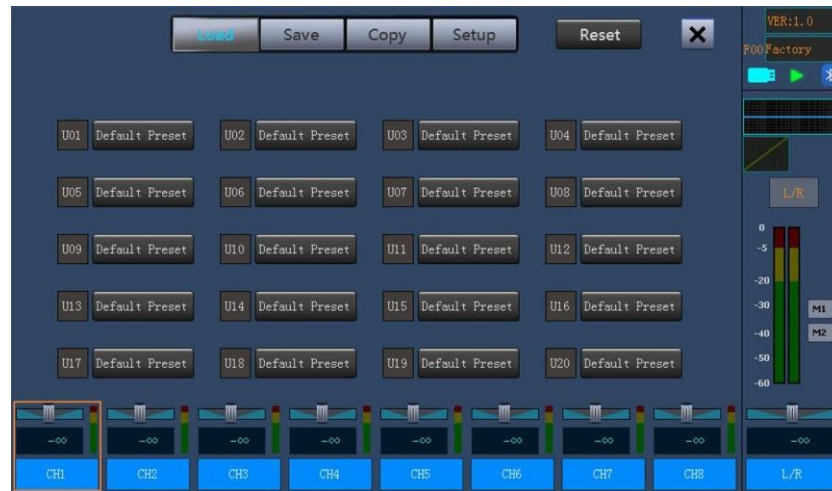 Load Save Copy Setup Reset X
VER:1.0
F00 Factory
U01 Default Preset U02 Default Preset U03 Default Preset U04 Default Preset
U05 Default Preset U06 Default Preset U07 Default Preset U08 Default Preset
L/R
U09 Default Preset U10 Default Preset U11 Default Preset U12 Default Preset
U13 Default Preset U14 Default Preset U15 Default Preset U16 Default Preset
U17 Default Preset U18 Default Preset U19 Default Preset U20 Default Preset
0
-5
-20
-30
M1
-40
M2
-50
-60
-∞ -∞ -∞ -∞ -∞ -∞ -∞ -∞ -∞
CH1 CH2 CH3 CH4 CH5 CH6 CH7 CH8 L/R